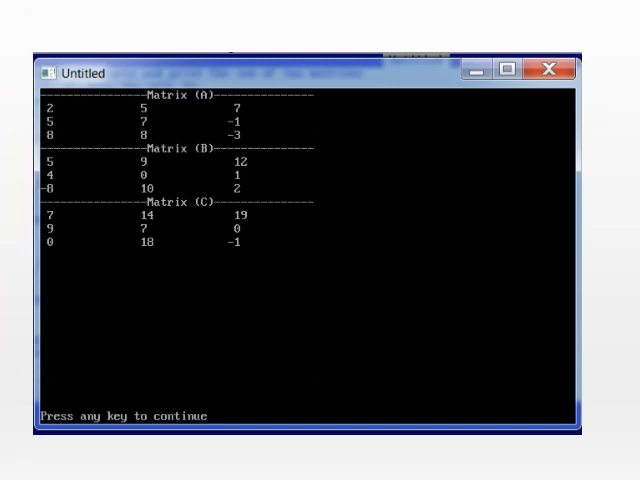 Untitled
----------------Matrix (A)---------------
2 5 7
5 7 -1
8 8 -3
----------------Matrix (B)---------------
5 9 12
4 0 1
-8 10 2
----------------Matrix (C)---------------
7 14 19
9 7 0
0 18 -1
Press any key to continue